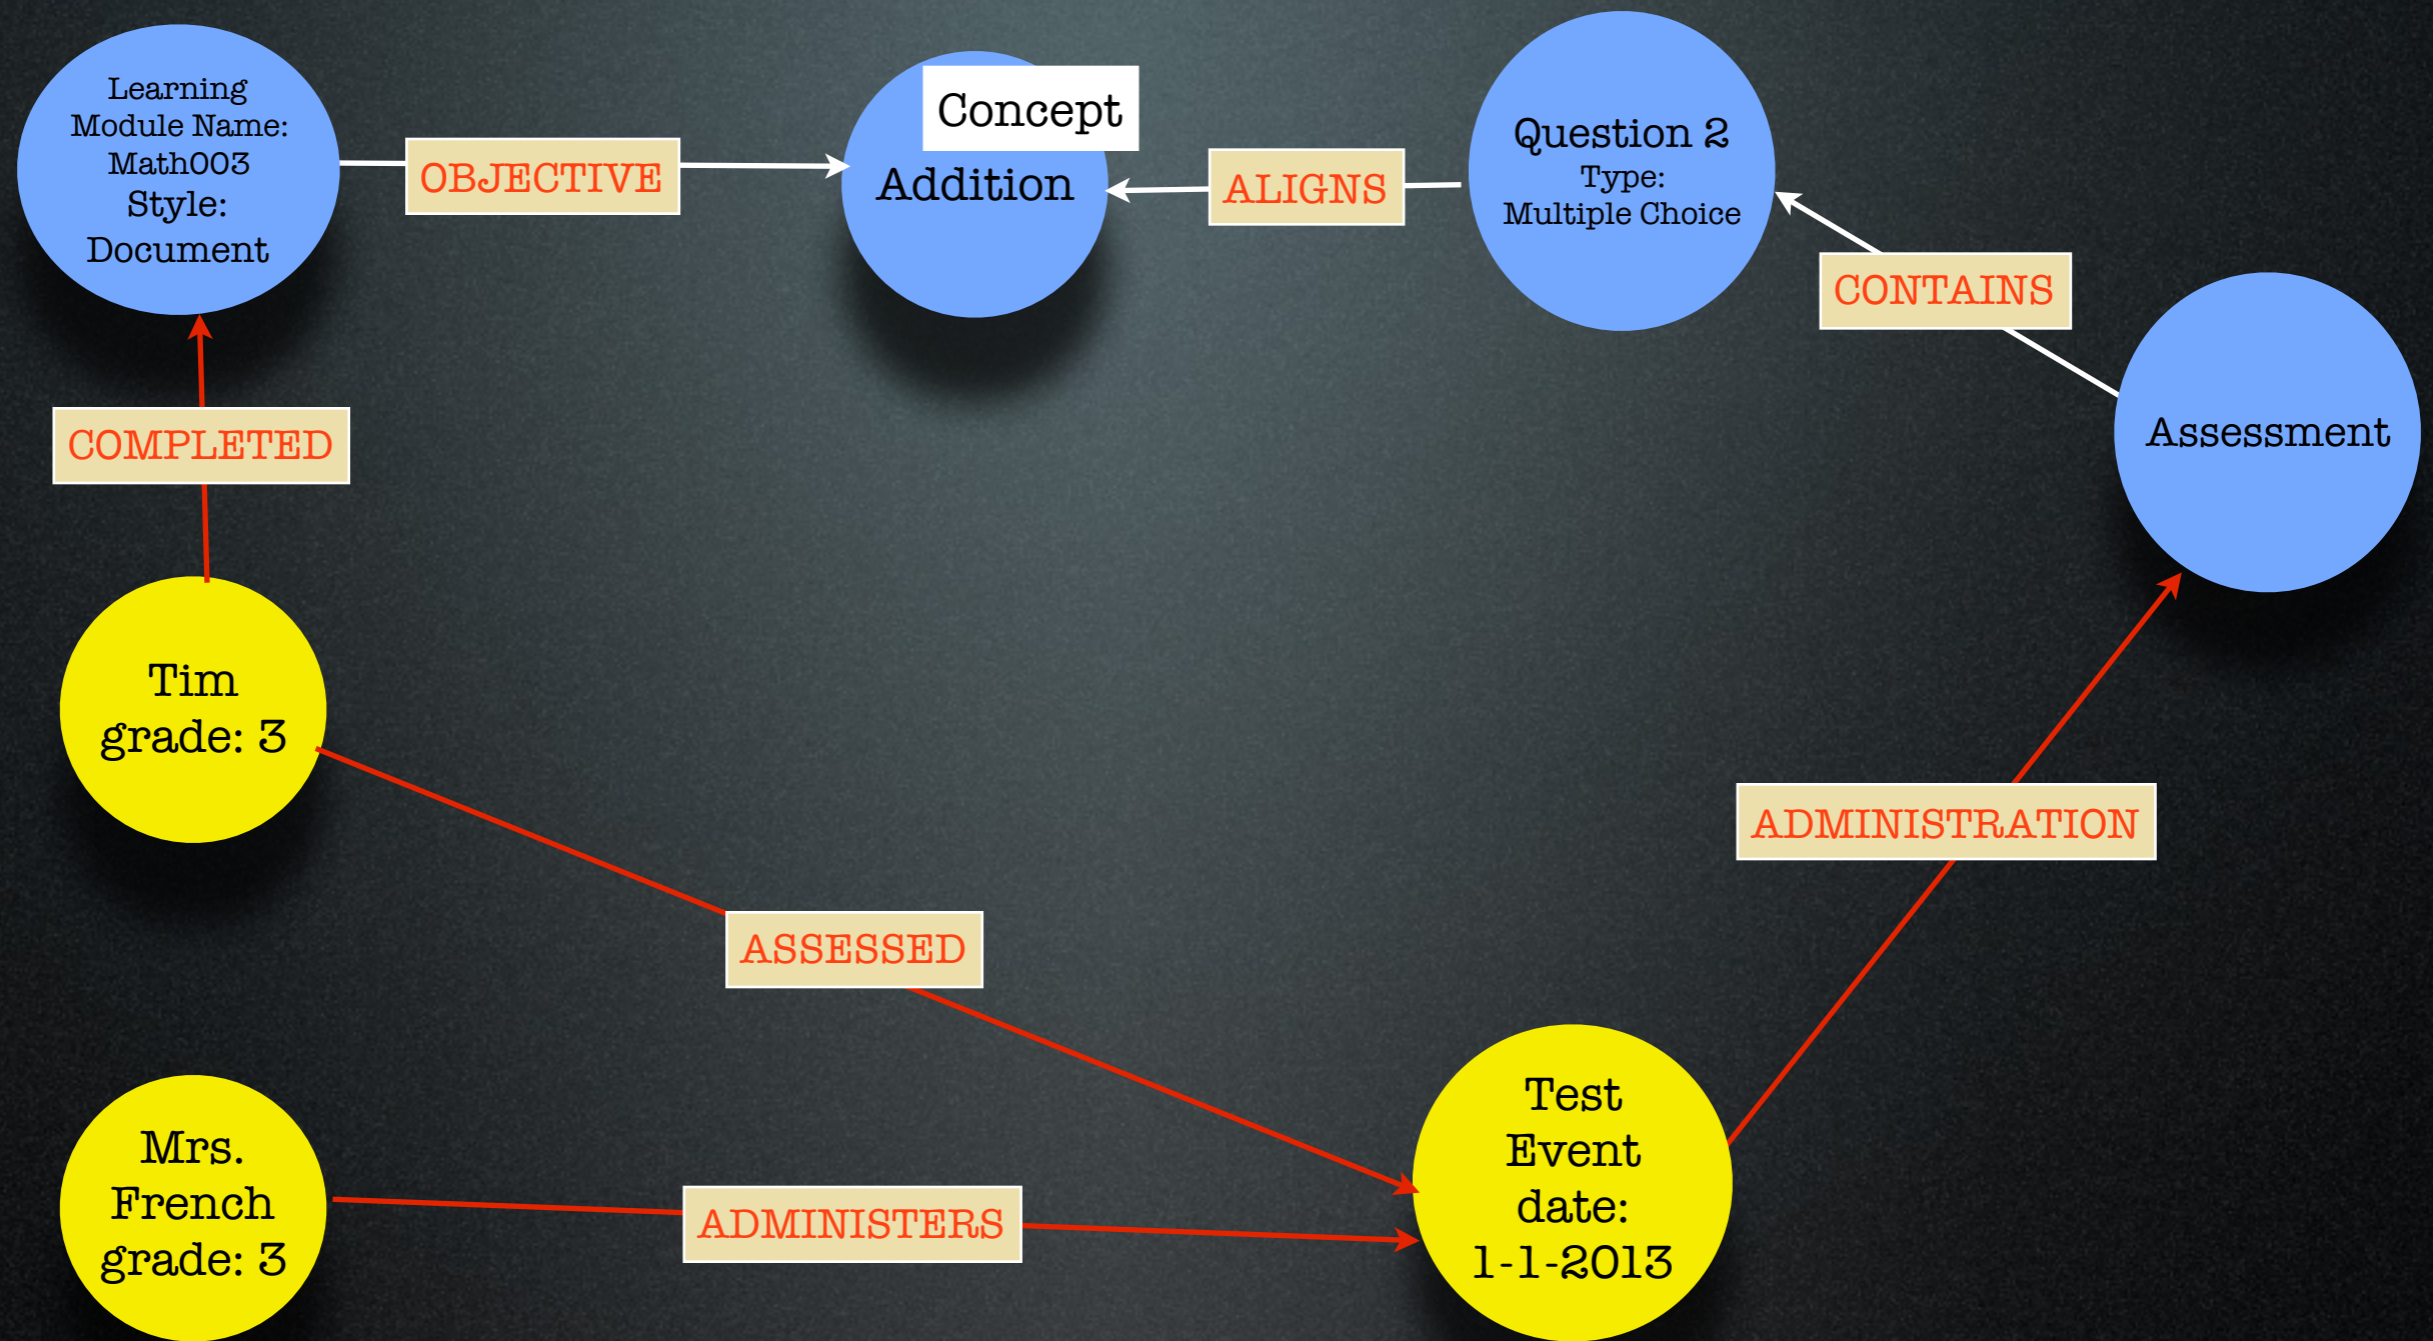 Learning
Module Name:
Math003
Style:
Document
OBJECTIVE
Concept
Addition
ALIGNS
Question 2
Type:
Multiple Choice
CONTAINS
Assessment
COMPLETED
Tim
grade: 3
ASSESSED
ADMINISTRATION
Mrs.
French
grade: 3
ADMINISTERS
Test
Event
date:
1-1-2013